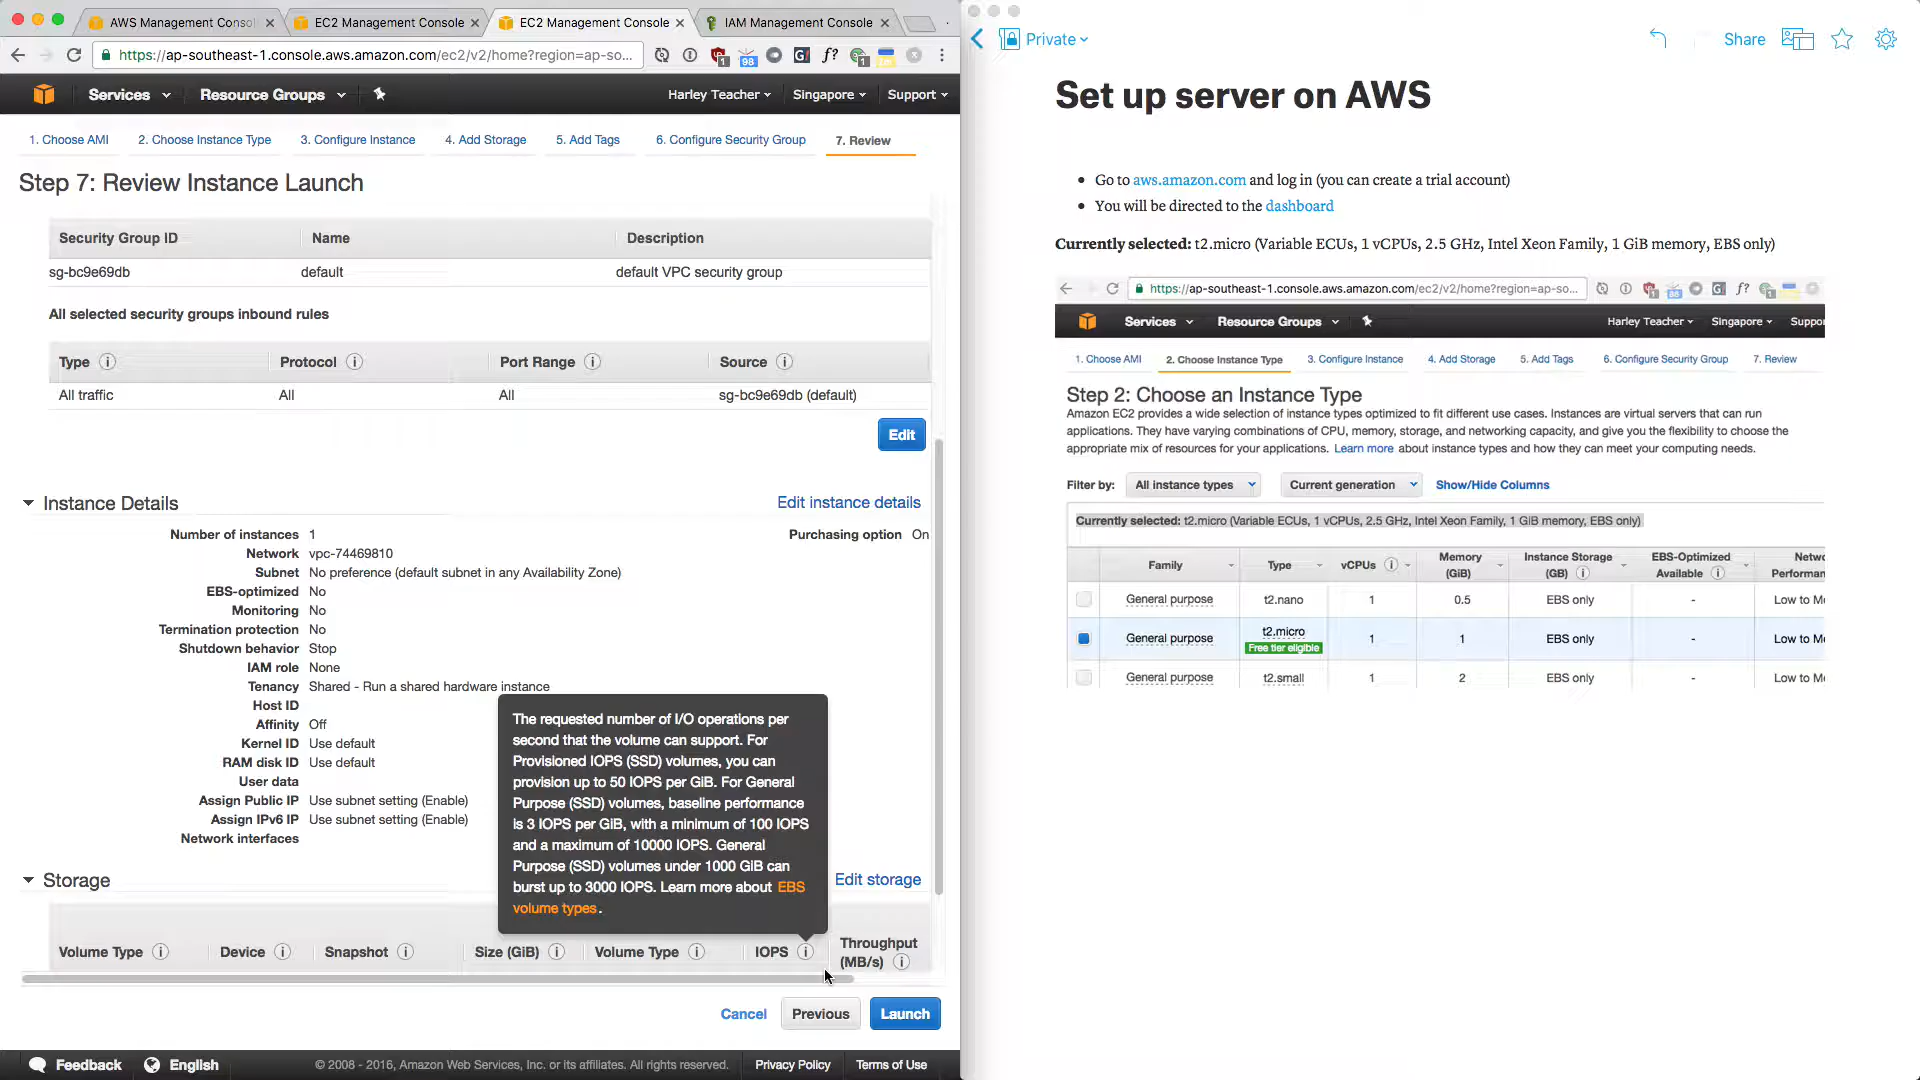 AWS Management Consol
EC2 Management Console
EC2 Management Console
IAM Management Console
https://ap-southeast-1.console.aws.amazon.com/ec2/v2/home?region=ap-so...
Services
Resource Groups
Harley Teacher
Singapore
Support
1. Choose AMI
2. Choose Instance Type
3. Configure Instance
4. Add Storage
5. Add Tags
6. Configure Security Group
7. Review
Step 7: Review Instance Launch
Security Group ID
Name
Description
sg-bc9e69db
default
default VPC security group
All selected security groups inbound rules
Type
Protocol
Port Range
Source
All traffic
All
All
sg-bc9e69db (default)
Edit
Instance Details
Edit instance details
Number of instances 1
Purchasing option On
Network vpc-74469810
Subnet No preference (default subnet in any Availability Zone)
EBS-optimized No
Monitoring No
Termination protection No
Shutdown behavior Stop
IAM role None
Tenancy Shared - Run a shared hardware instance
Host ID
Affinity Off
Kernel ID Use default
RAM disk ID Use default
User data
Assign Public IP Use subnet setting (Enable)
Assign IPv6 IP Use subnet setting (Enable)
Network interfaces
The requested number of I/O operations per
second that the volume can support. For
Provisioned IOPS (SSD) volumes, you can
provision up to 50 IOPS per GiB. For General
Purpose (SSD) volumes, baseline performance
is 3 IOPS per GiB, with a minimum of 100 IOPS
and a maximum of 10000 IOPS. General
Purpose (SSD) volumes under 1000 GiB can
burst up to 3000 IOPS. Learn more about EBS
volume types.
Storage
Edit storage
Volume Type
Device
Snapshot
Size (GiB)
Volume Type
IOPS
Throughput
(MB/s)
Cancel
Previous
Launch
Feedback
English
© 2008 - 2016, Amazon Web Services, Inc. or its affiliates. All rights reserved.
Privacy Policy
Terms of Use
Private
Share
Set up server on AWS
Go to aws.amazon.com and log in (you can create a trial account)
You will be directed to the dashboard
Currently selected: t2.micro (Variable ECUs, 1 vCPUs, 2.5 GHz, Intel Xeon Family, 1 GiB memory, EBS only)
https://ap-southeast-1.console.aws.amazon.com/ec2/v2/home?region=ap-so...
Services
Resource Groups
Harley Teacher
Singapore
Suppor
1. Choose AMI
2. Choose Instance Type
3. Configure Instance
4. Add Storage
5. Add Tags
6. Configure Security Group
7. Review
Step 2: Choose an Instance Type
Amazon EC2 provides a wide selection of instance types optimized to fit different use cases. Instances are virtual servers that can run
applications. They have varying combinations of CPU, memory, storage, and networking capacity, and give you the flexibility to choose the
appropriate mix of resources for your applications. Learn more about instance types and how they can meet your computing needs.
Filter by:
All instance types
Current generation
Show/Hide Columns
Currently selected: t2.micro (Variable ECUs, 1 vCPUs, 2.5 GHz, Intel Xeon Family, 1 GiB memory, EBS only)
Family
Type
vCPUs
Memory
(GiB)
Instance Storage
(GB)
EBS-Optimized
Available
Netwo
Performan
General purpose t2.nano 1 0.5 EBS only - Low to Mo
General purpose t2.micro 1 1 EBS only - Low to Mo
Free tier eligible
General purpose t2.small 1 2 EBS only - Low to Mo